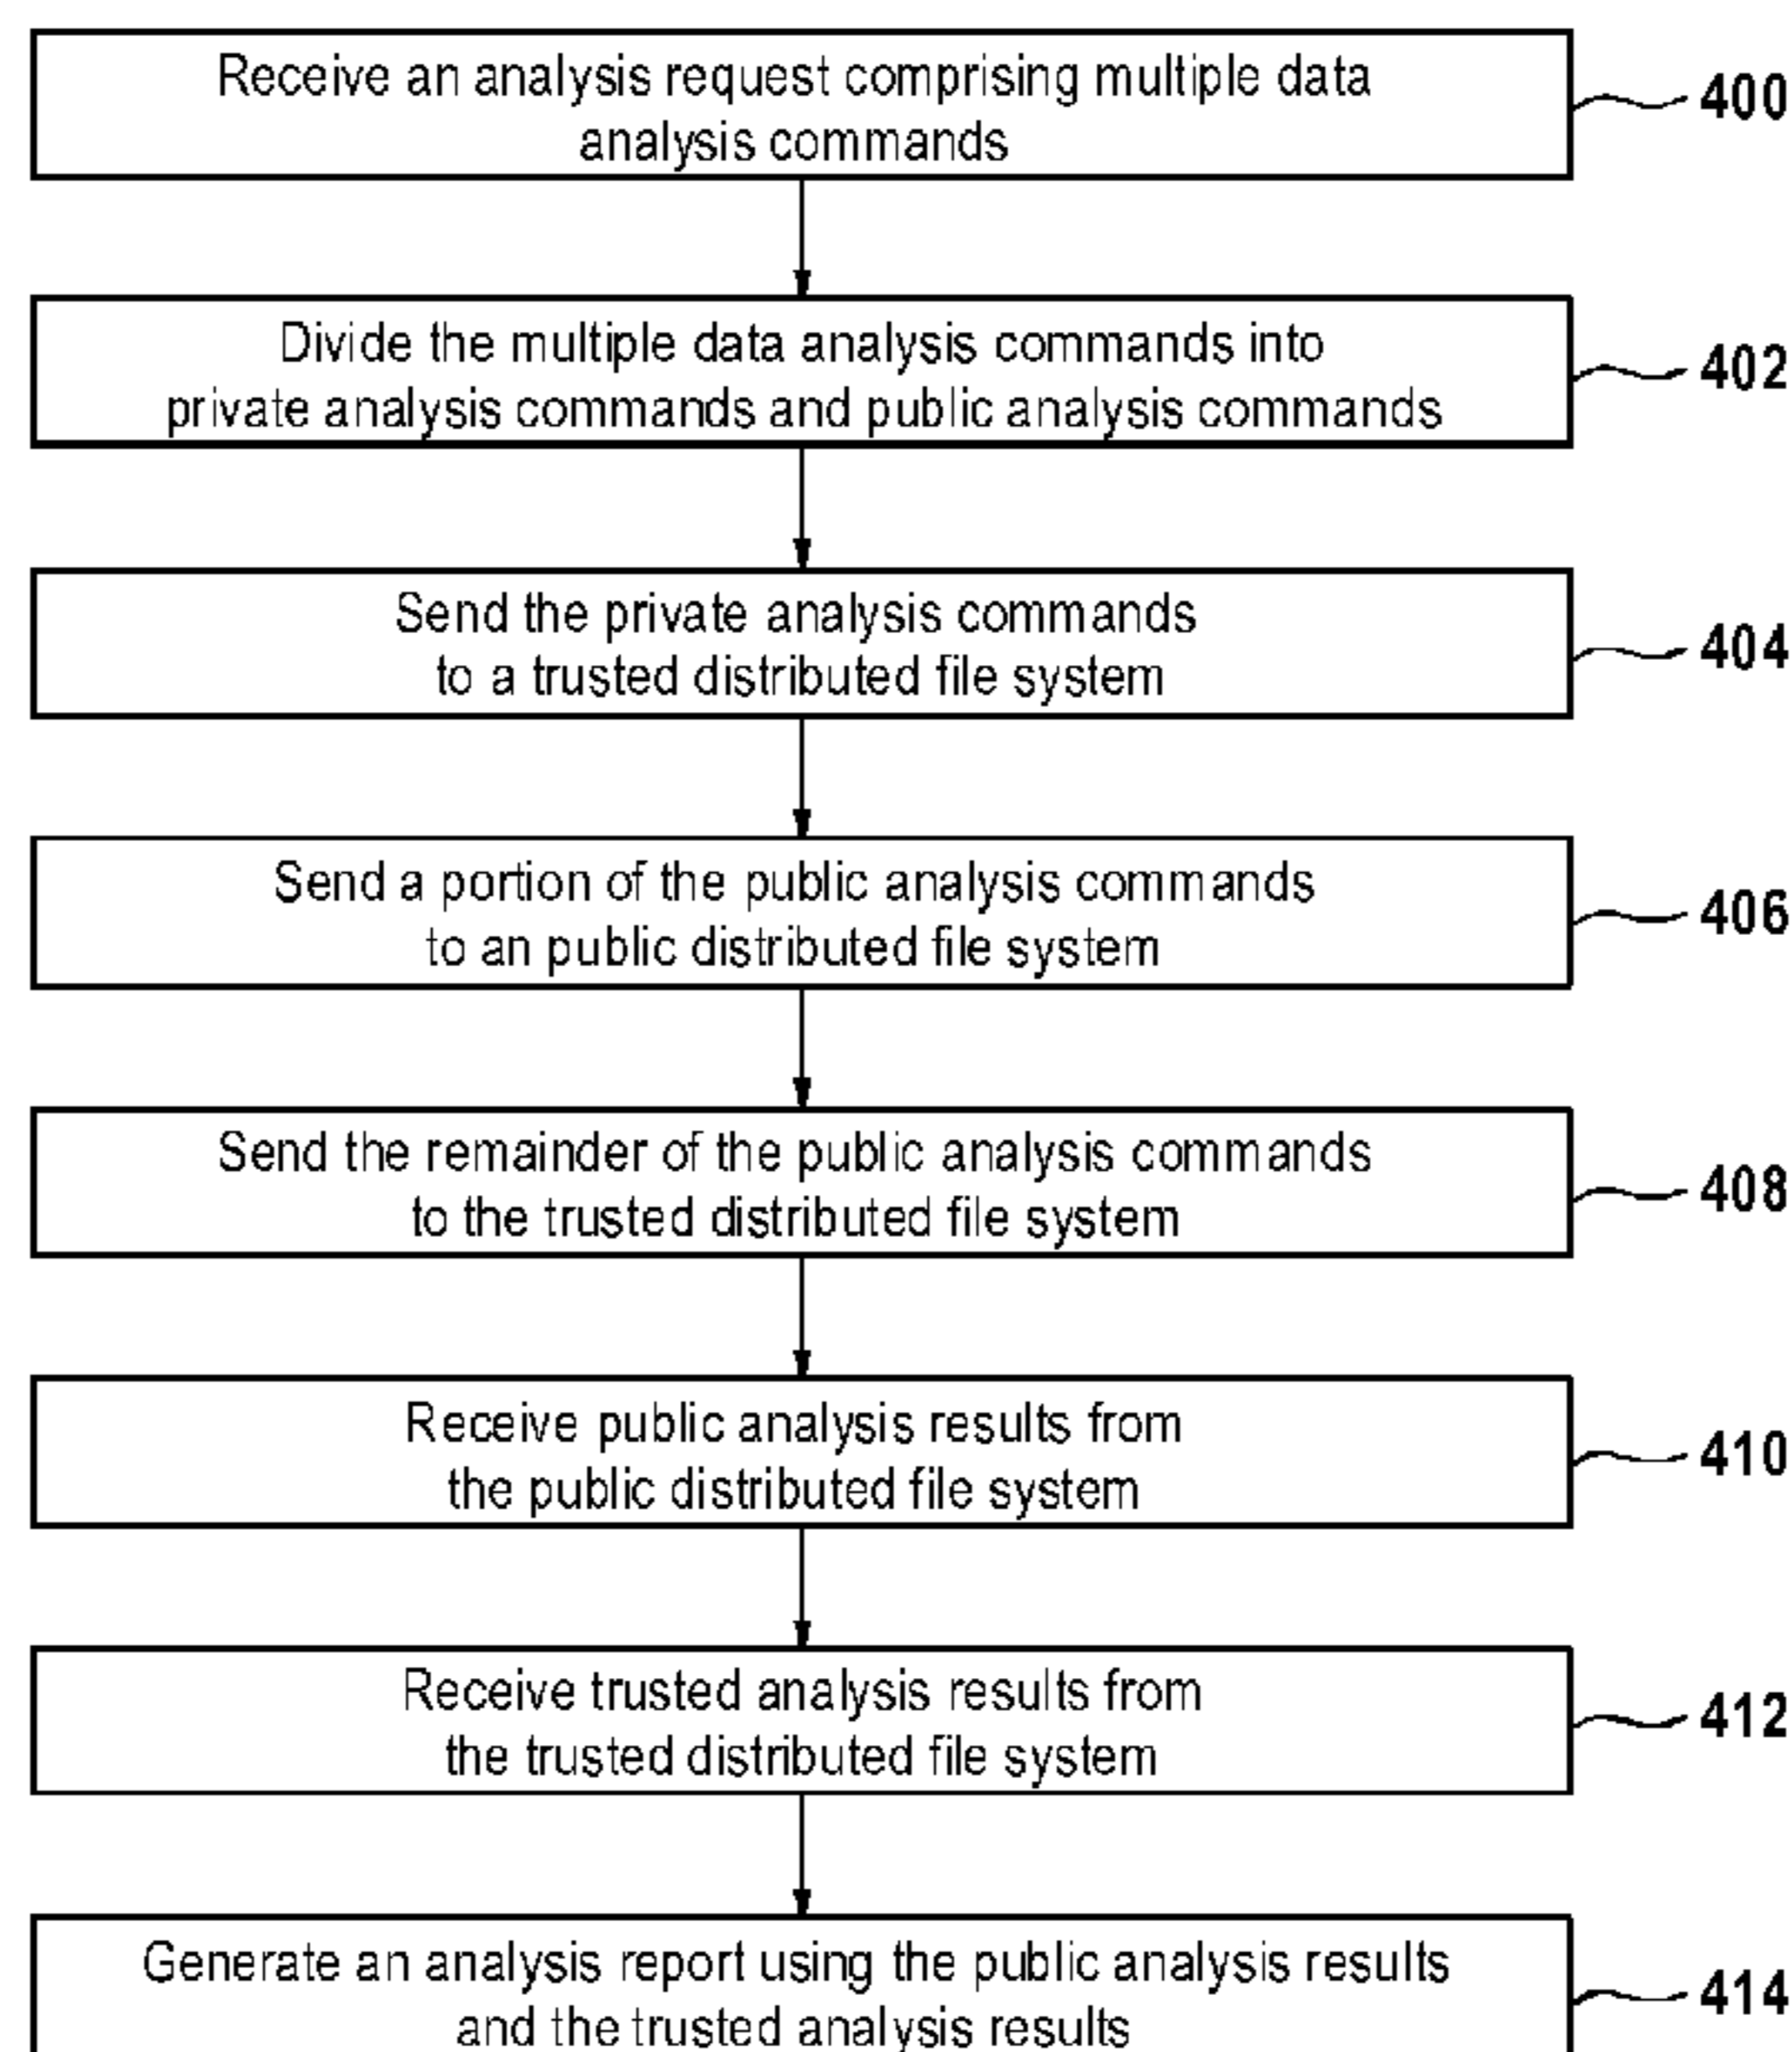 Receive an analysis request comprising multiple data
analysis commands
400
Divide the multiple data analysis commands into
private analysis commands and public analysis commands
402
Send the private analysis commands
to a trusted distributed file system
404
Send a portion of the public analysis commands
to an public distributed file system
406
Send the remainder of the public analysis commands
to the trusted distributed file system
408
Receive public analysis results from
the public distributed file system
410
Receive trusted analysis results from
the trusted distributed file system
412
Generate an analysis report using the public analysis results
and the trusted analysis results
414